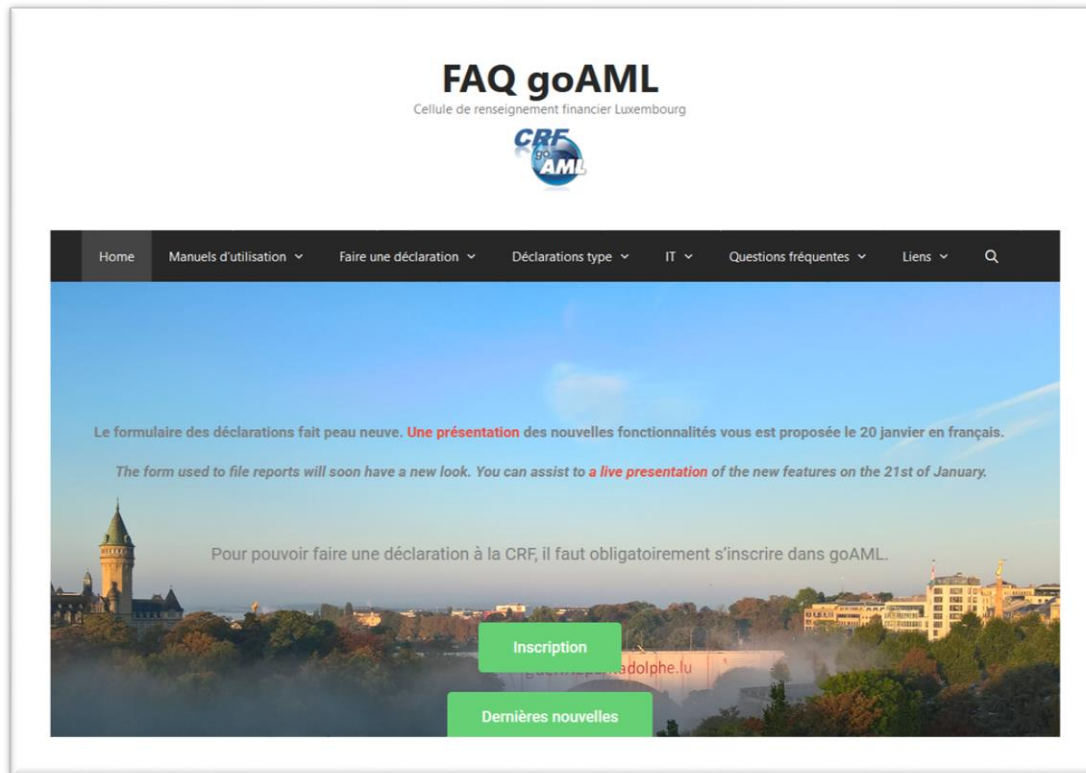 FAQ goAML
Cellule de renseignement financier Luxembourg
CRF
go
AML
Home Manuels d'utilisation Faire une déclaration Déclarations type IT Questions fréquentes Liens
Le formulaire des déclarations fait peau neuve. Une présentation des nouvelles fonctionnalités vous est proposée le 20 janvier en français.
The form used to file reports will soon have a new look. You can assist to a live presentation of the new features on the 21st of January.
Pour pouvoir faire une déclaration à la CRF, il faut obligatoirement s'inscrire dans goAML.
Inscription
adolphe.lu
Dernières nouvelles